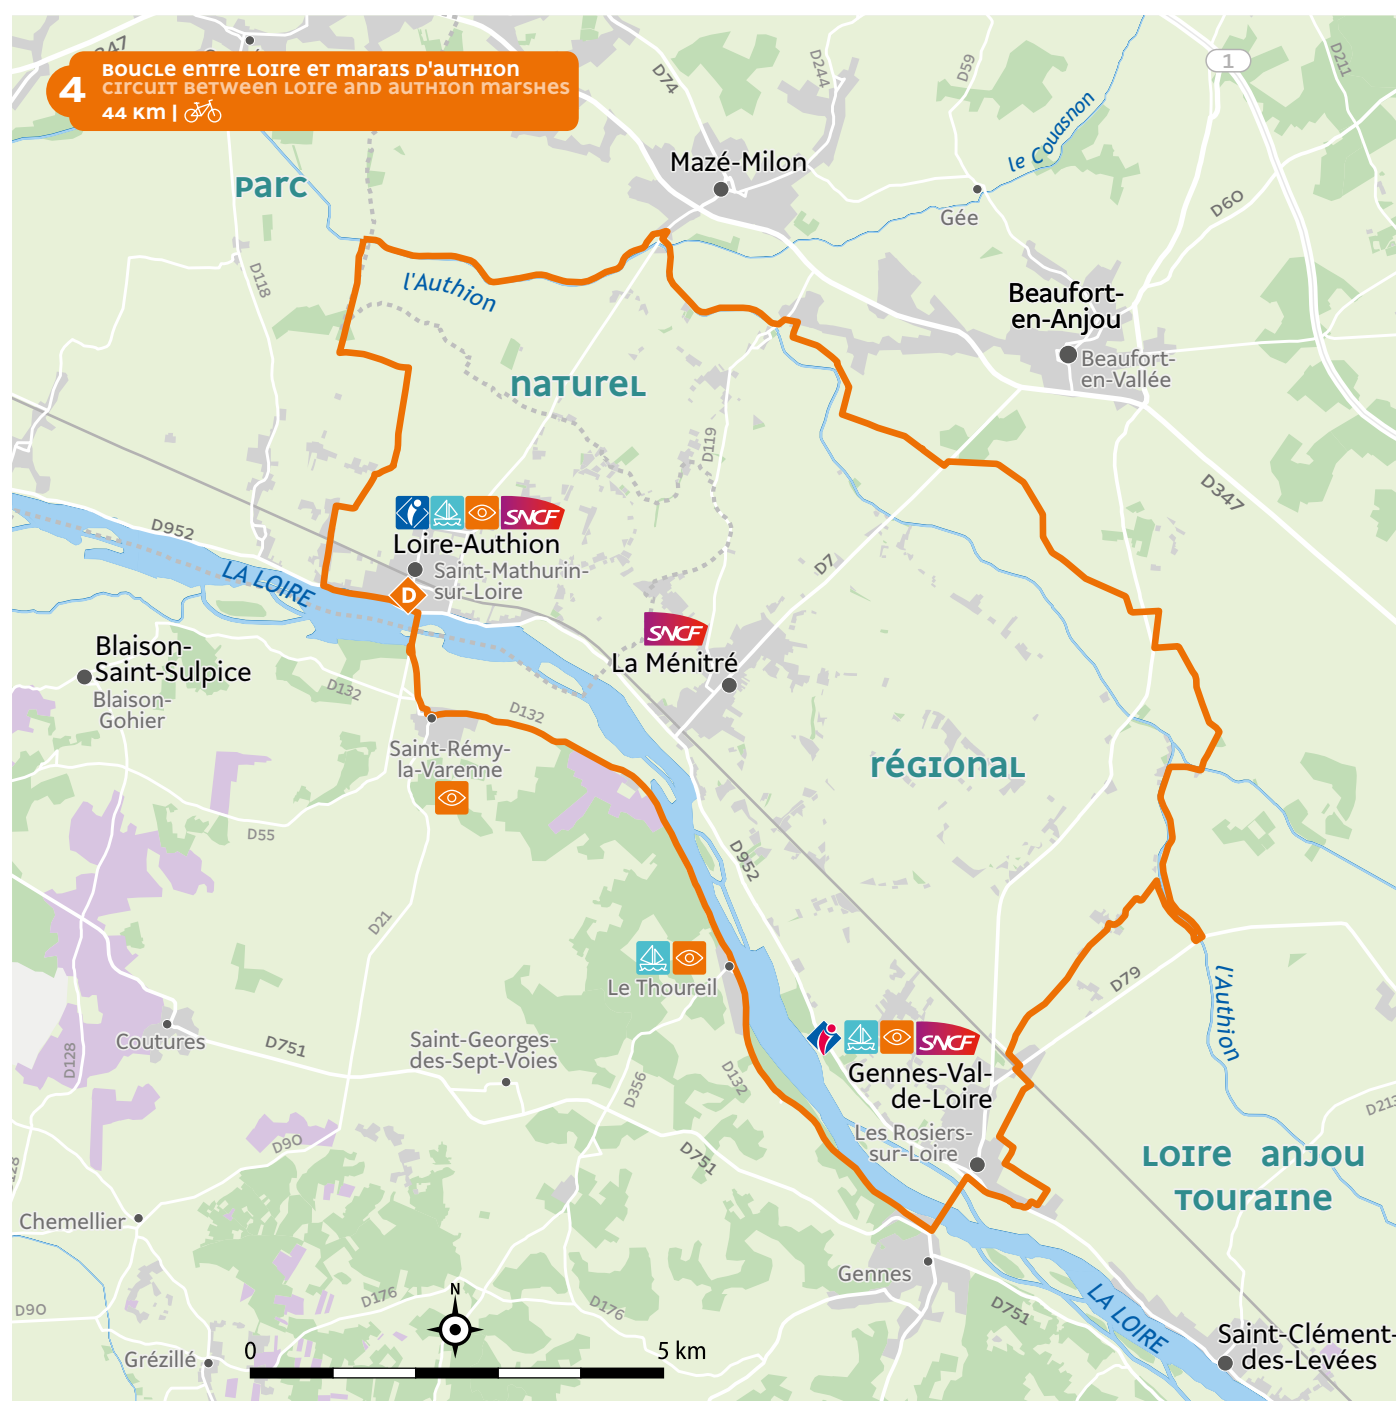 4
Boucle entre Loire et marais d'Authion
Circuit between Loire and Authion marshes
44 km |
D74
D244
D59
1
D211
le Couasnon
Mazé-Milon
Parc
Gée
D60
D118
l'Authion
Beaufort-
en-Anjou
Beaufort-
en-Vallée
naturel
D119
D347
SNCF
D952
Loire-Authion
LA LOIRE
Saint-Mathurin-
sur-Loire
D
D7
SNCF
La Ménitré
Blaison-
Saint-Sulpice
Blaison-
Gohier
D132
D132
Saint-Rémy-
la-Varenne
régional
D55
D952
D21
Le Thoureil
D79
l'Authion
Coutures
D751
D128
Saint-Georges-
des-Sept-Voies
SNCF
Gennes-Val-
de-Loire
D356
D132
D213
Les Rosiers-
sur-Loire
D90
D751
Loire anjou
touraine
Chemellier
Gennes
D90
D176
D176
D751
LA LOIRE
N
0
5 km
Grézillé
Saint-Clément-
des-Levées